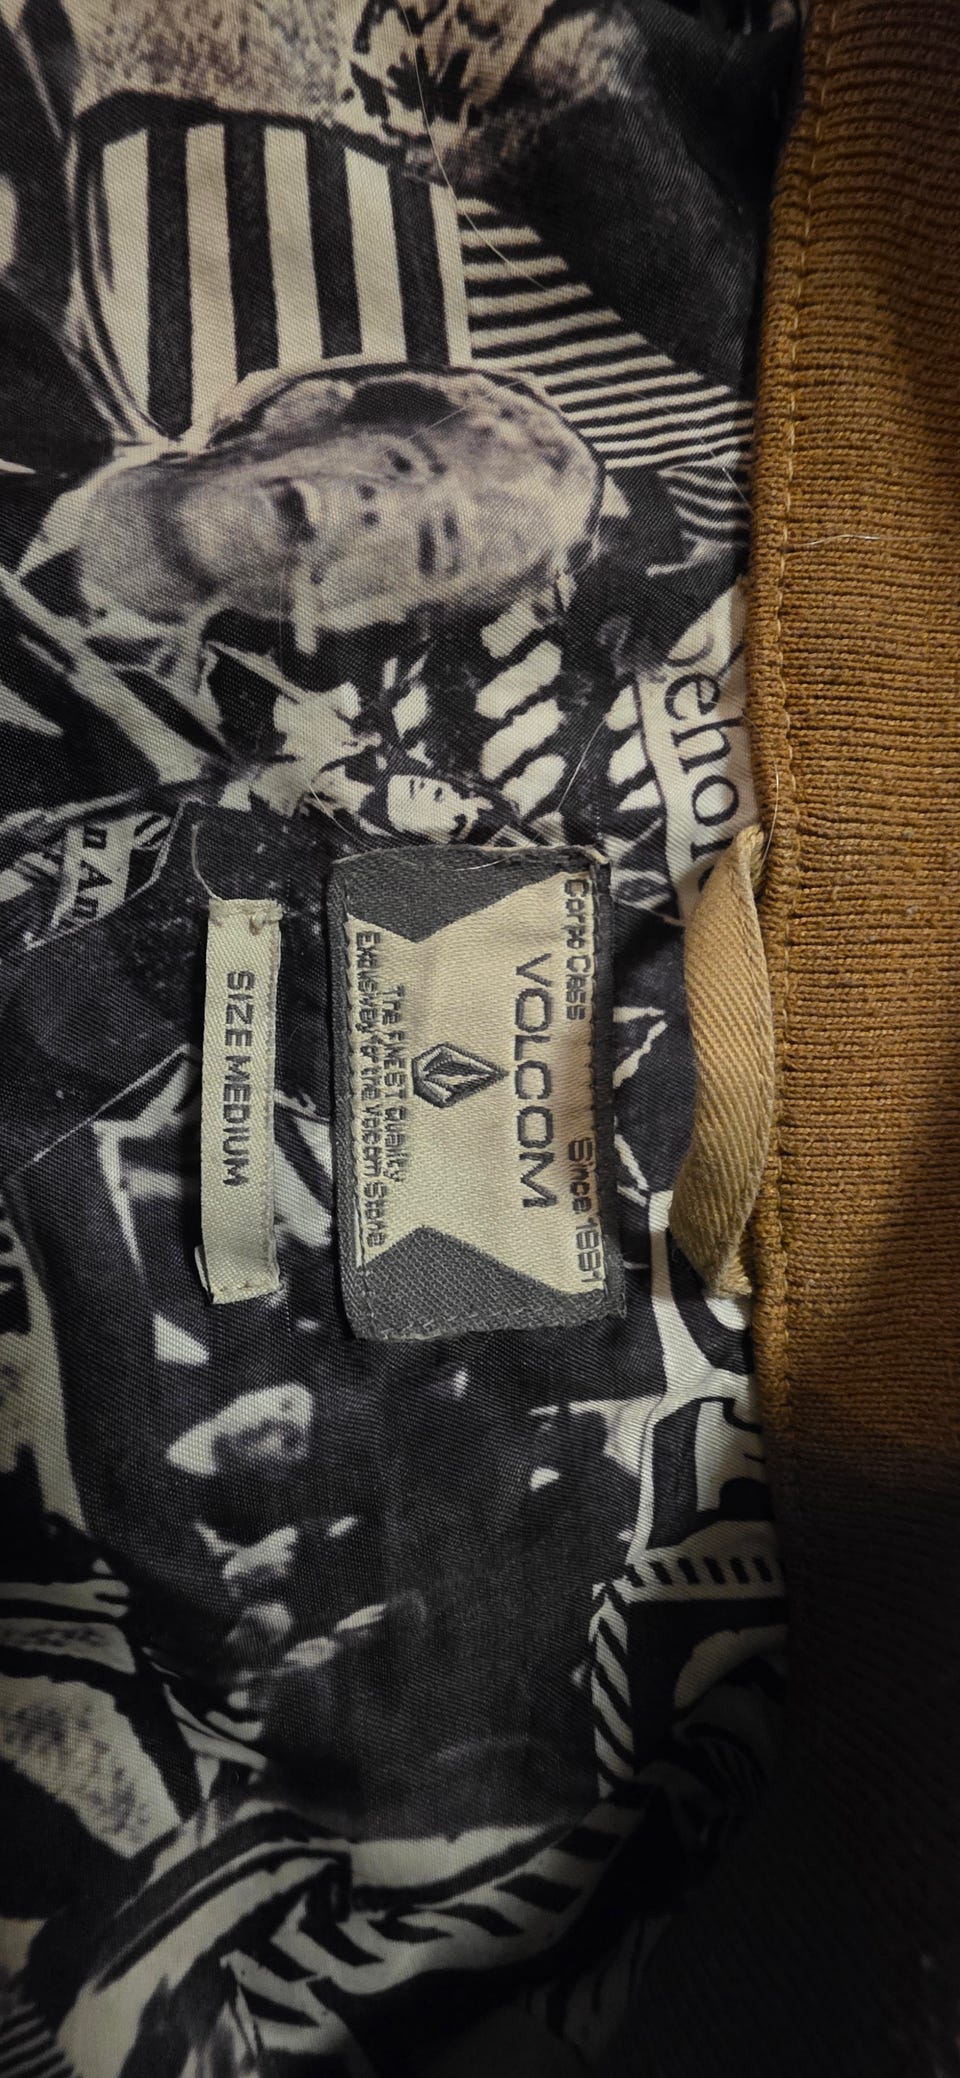 Corpo Class Since 1991
VOLCOM
The FINEST Quality
Exclusively for the Volcom Stone
SIZE MEDIUM